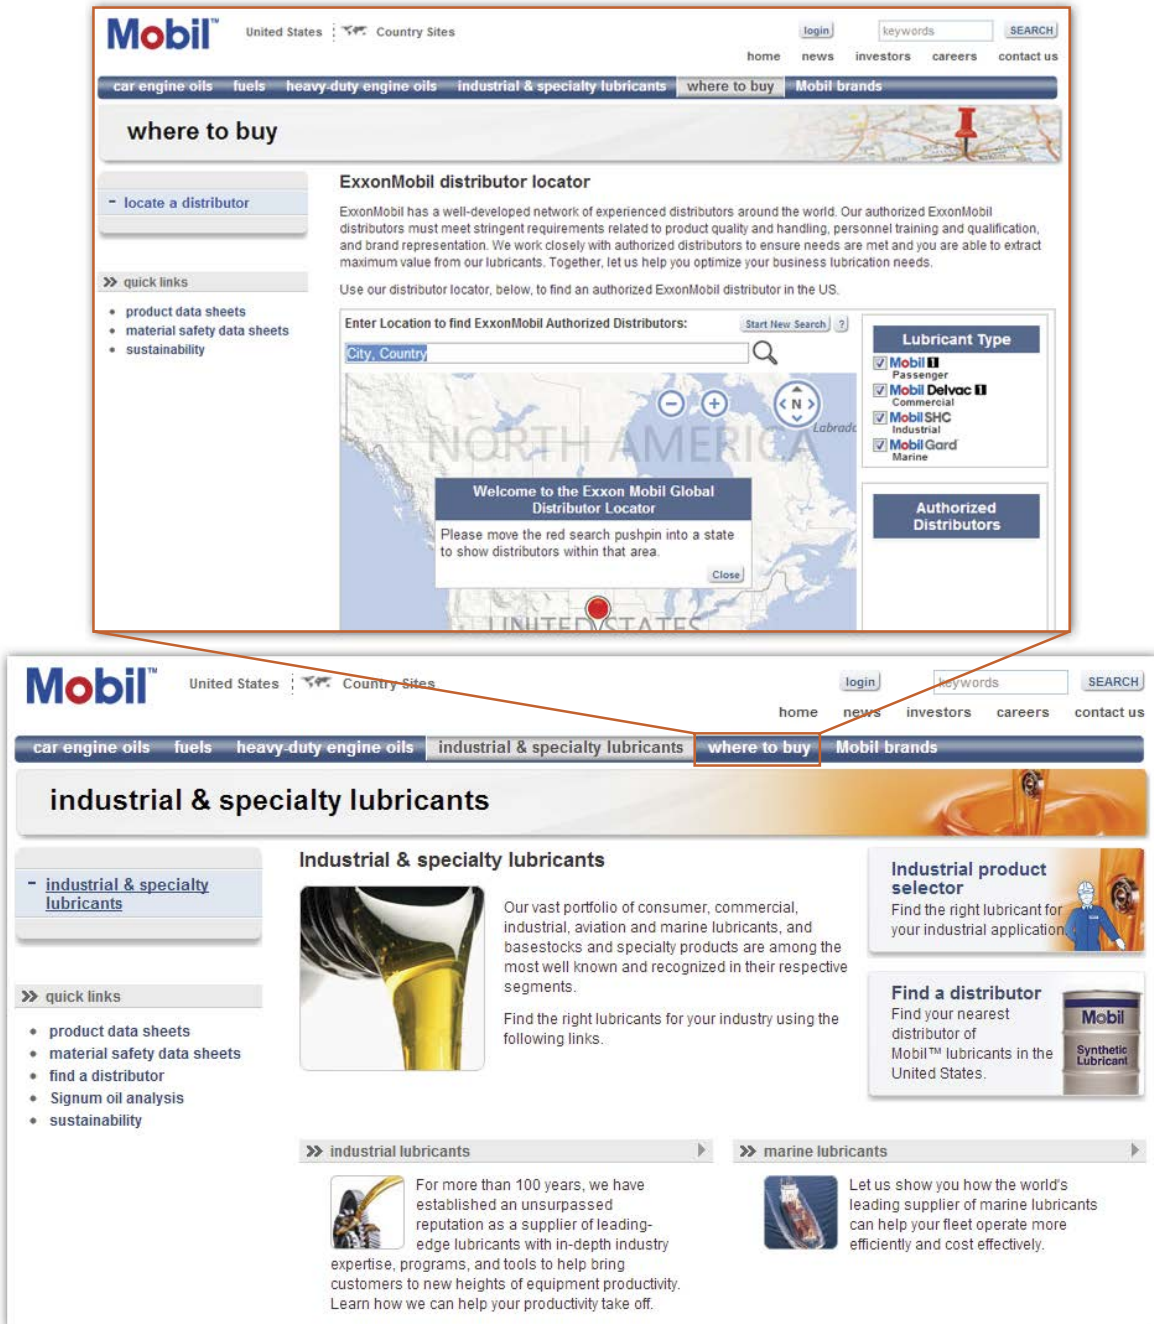 Mobil™
United States
Country Sites
login
keywords
SEARCH
home news investors careers contact us
car engine oils fuels heavy-duty engine oils industrial & specialty lubricants where to buy Mobil brands
where to buy
- locate a distributor
>> quick links
• product data sheets
• material safety data sheets
• sustainability
ExxonMobil distributor locator
ExxonMobil has a well-developed network of experienced distributors around the world. Our authorized ExxonMobil
distributors must meet stringent requirements related to product quality and handling, personnel training and qualification,
and brand representation. We work closely with authorized distributors to ensure needs are met and you are able to extract
maximum value from our lubricants. Together, let us help you optimize your business lubrication needs.
Use our distributor locator, below, to find an authorized ExxonMobil distributor in the US.
Enter Location to find ExxonMobil Authorized Distributors:
Start New Search ?
City, Country
N
NORTH AMERICA
Welcome to the Exxon Mobil Global
Distributor Locator
Please move the red search pushpin into a state
to show distributors within that area.
Close
UNITED STATES
Lubricant Type
Mobil 1
Passenger
Mobil Delvac 1
Commercial
Mobil SHC
Industrial
MobilGard
Marine
Authorized
Distributors
Mobil™
United States
Country Sites
login
keywords
SEARCH
home news investors careers contact us
car engine oils fuels heavy-duty engine oils industrial & specialty lubricants where to buy Mobil brands
industrial & specialty lubricants
- industrial & specialty
lubricants
>> quick links
• product data sheets
• material safety data sheets
• find a distributor
• Signum oil analysis
• sustainability
Industrial & specialty lubricants
Our vast portfolio of consumer, commercial,
industrial, aviation and marine lubricants, and
basestocks and specialty products are among the
most well known and recognized in their respective
segments.
Find the right lubricants for your industry using the
following links.
Industrial product
selector
Find the right lubricant for
your industrial application.
Find a distributor
Find your nearest
distributor of
Mobil™ lubricants in the
United States.
Mobil
Synthetic
Lubricant
>> industrial lubricants
For more than 100 years, we have
established an unsurpassed
reputation as a supplier of leading-
edge lubricants with in-depth industry
expertise, programs, and tools to help bring
customers to new heights of equipment productivity.
Learn how we can help your productivity take off.
>> marine lubricants
Let us show you how the world's
leading supplier of marine lubricants
can help your fleet operate more
efficiently and cost effectively.